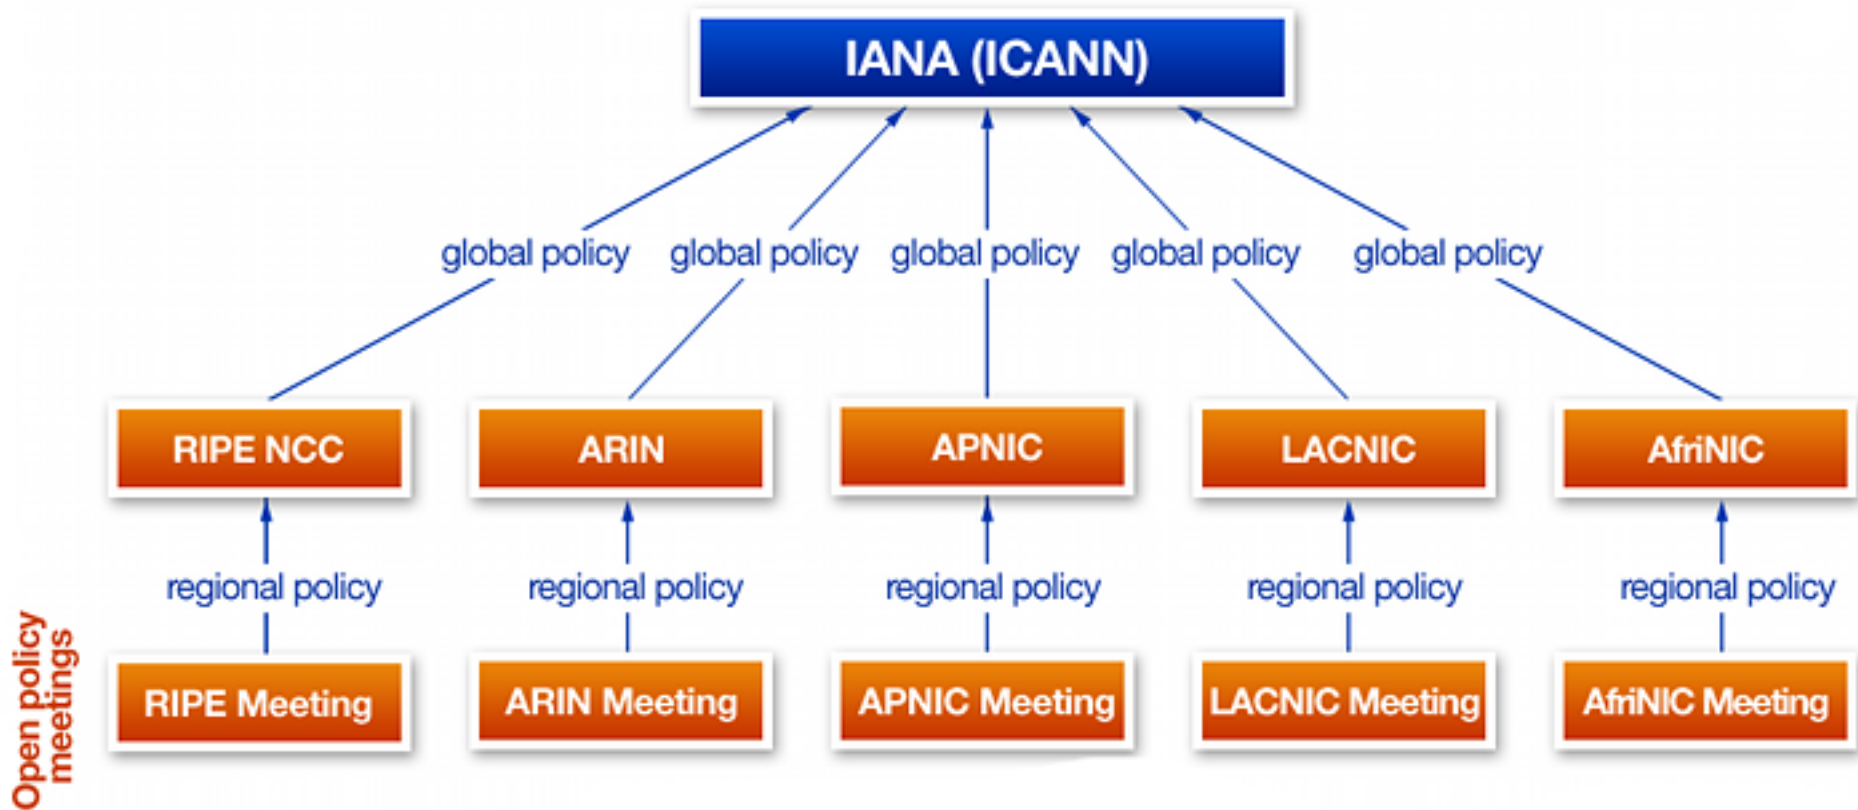 IANA (ICANN)
global policy global policy global policy global policy global policy
RIPE NCC ARIN APNIC LACNIC AfriNIC
regional policy regional policy regional policy regional policy regional policy
Open policy
meetings
RIPE Meeting ARIN Meeting APNIC Meeting LACNIC Meeting AfriNIC Meeting